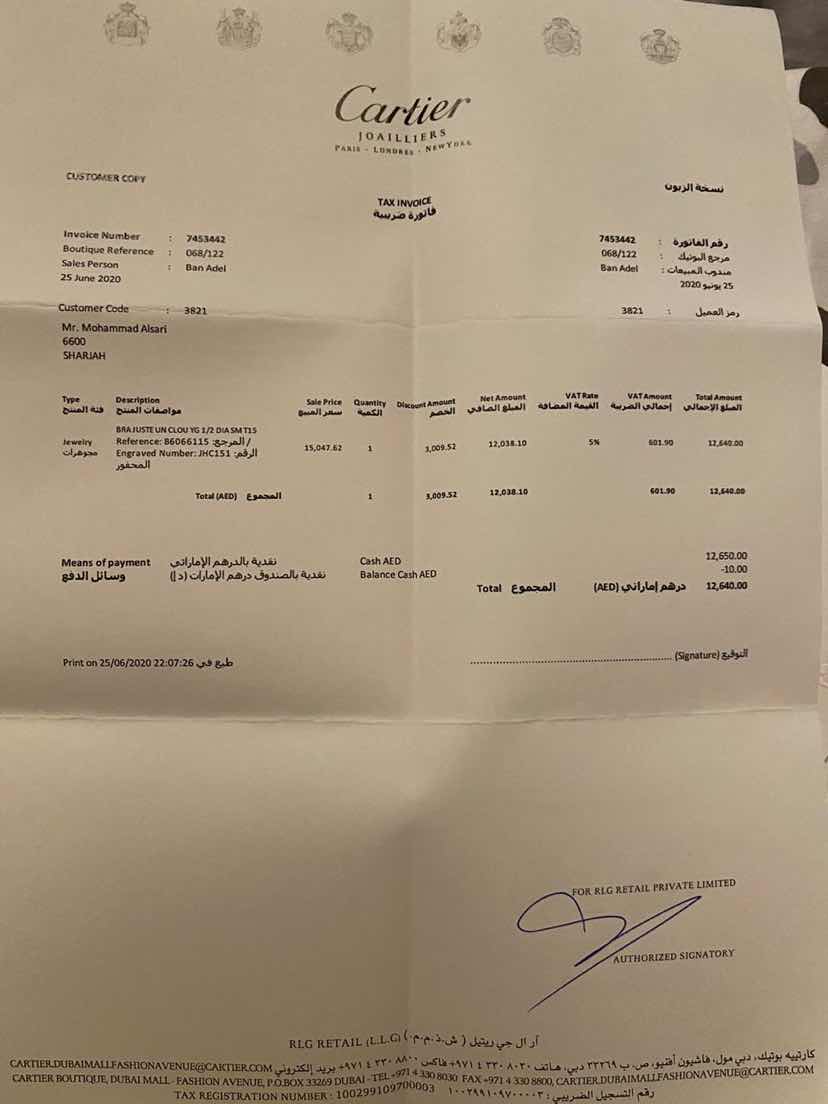 Cartier
JOAILLIERS
PARIS - LONDRES - NEW YORK
CUSTOMER COPY
نسخة الزبون
TAX INVOICE
فاتورة ضريبية
Invoice Number : 7453442
7453442 : رقم الفاتورة
Boutique Reference : 068/122
068/122 : مرجع البوتيك
Sales Person : Ban Adel
Ban Adel : مندوب المبيعات
25 June 2020
25 يونيو 2020
Customer Code : 3821
3821 : رمز العميل
Mr. Mohammad Alsari
6600
SHARJAH
Type Description Sale Price Quantity Discount Amount Net Amount VAT Rate VAT Amount Total Amount
فئة المنتج مواصفات المنتج سعر المبيع الكمية الخصم المبلغ الصافي القيمة المضافة إجمالي الضريبة المبلغ الإجمالي
BRA JUSTE UN CLOU YG 1/2 DIA SM T15
Jewelry Reference: B6066115 المرجع: / 15,047.62 1 3,009.52 12,038.10 5% 601.90 12,640.00
مجوهرات Engraved Number: JHC151 الرقم:
المحفور
Total (AED) المجموع 1 3,009.52 12,038.10 601.90 12,640.00
Means of payment نقدية بالدرهم الإماراتي Cash AED 12,650.00
وسائل الدفع نقدية بالصندوق درهم الإمارات (د إ) Balance Cash AED -10.00
Total المجموع (AED) درهم إماراتي 12,640.00
Print on 25/06/2020 22:07:26 طبع في
(Signature) التوقيع
FOR RLG RETAIL PRIVATE LIMITED
AUTHORIZED SIGNATORY
RLG RETAIL (L.L.G) (ش.ذ.م.م.) آر ال جي ريتيل
كارتييه بوتيك، دبي مول، فاشيون أفنيو، ص.ب ٣٣٢٦٩ دبي، هاتف ٨٠٣٠ ٣٣٠ ٤ ٩٧١+ فاكس ٨٨٠٠ ٣٣٠ ٤ ٩٧١+ بريد إلكتروني CARTIER.DUBAIMALLFASHIONAVENUE@CARTIER.COM
CARTIER BOUTIQUE, DUBAI MALL - FASHION AVENUE, P.O.BOX 33269 DUBAI - TEL +971 4 330 8030 FAX +971 4 330 8800, CARTIER.DUBAIMALLFASHIONAVENUE@CARTIER.COM
TAX REGISTRATION NUMBER : 100299109700003 رقم التسجيل الضريبي : ١٠٠٢٩٩١٠٩٧٠٠٠٠٣